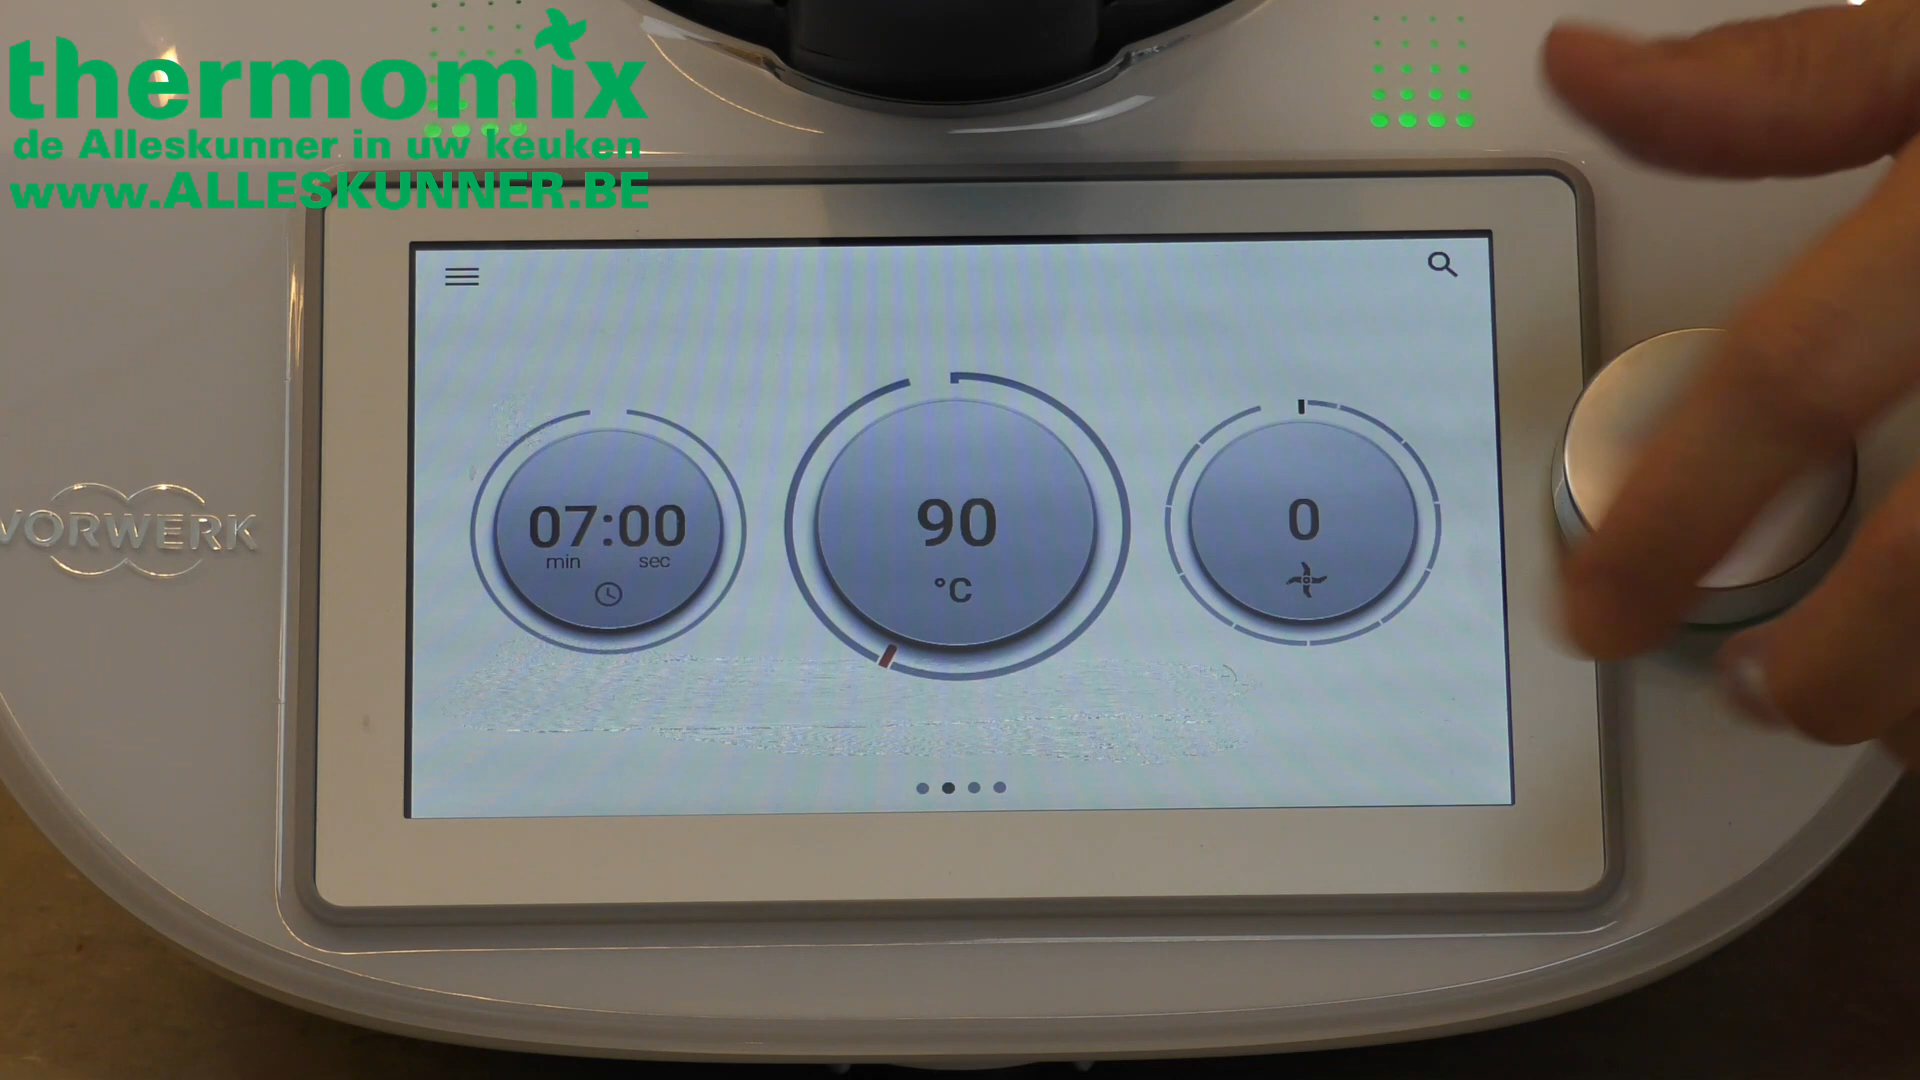 thermomix
de Alleskunner in uw keuken
www.ALLESKUNNER.BE
VORWERK
07:00
min sec
90
°C
0